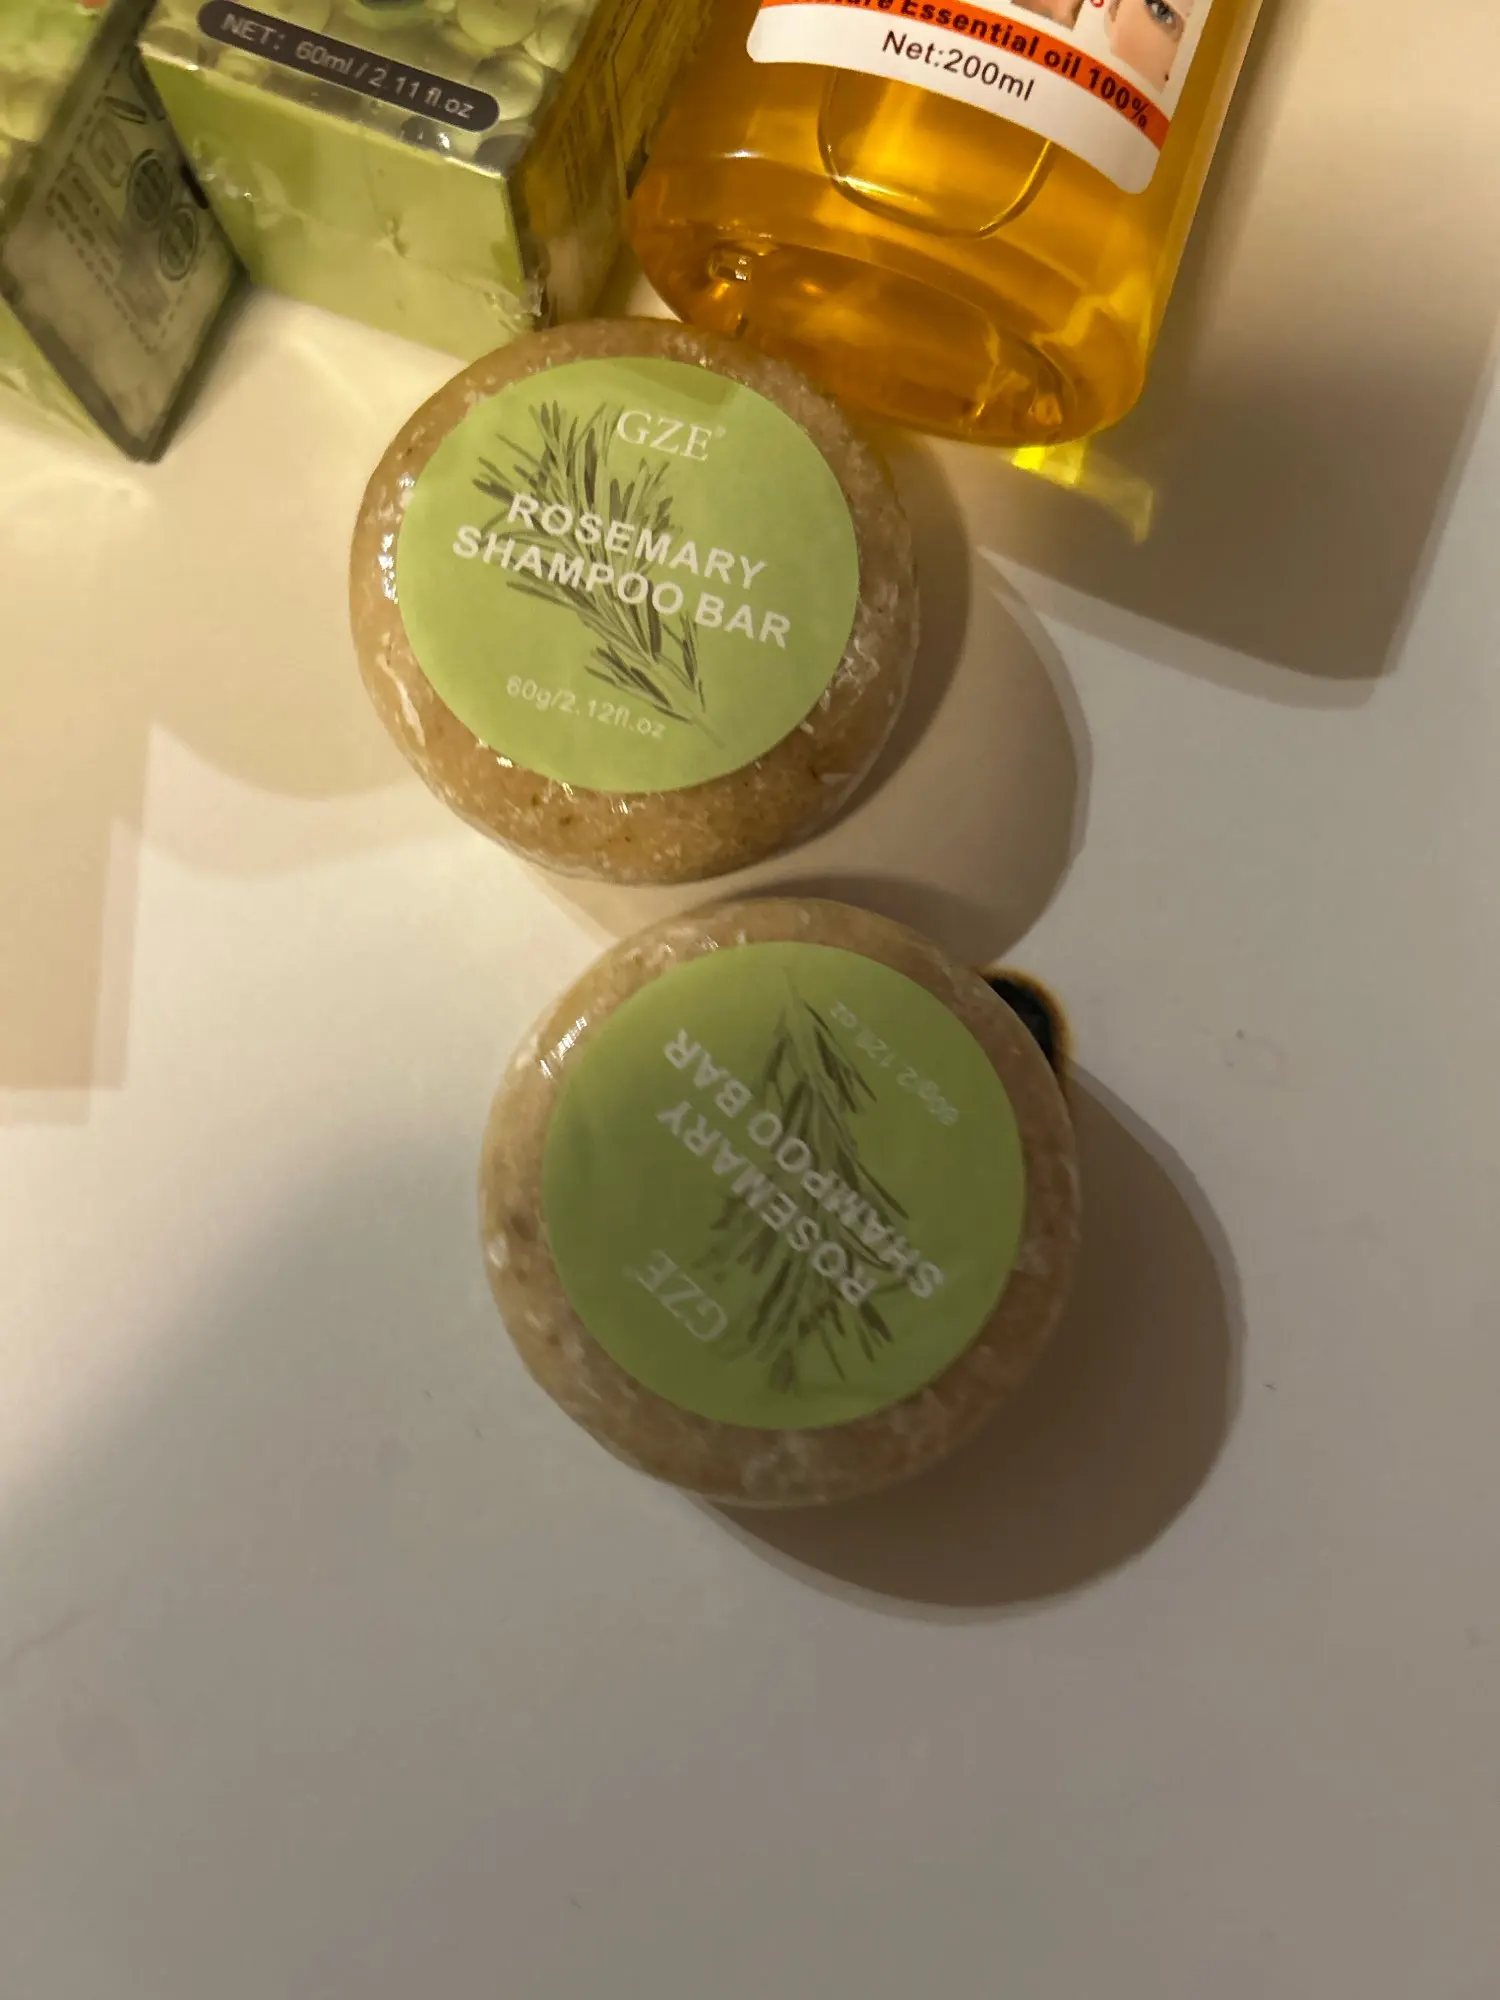 NET: 60ml / 2.11 fl.oz
Essential oil 100%
Net:200ml
GZE®
ROSEMARY
SHAMPOO BAR
60g/2.12fl.oz
GZE
ROSEMARY
SHAMPOO BAR
60g/2.12fl.oz